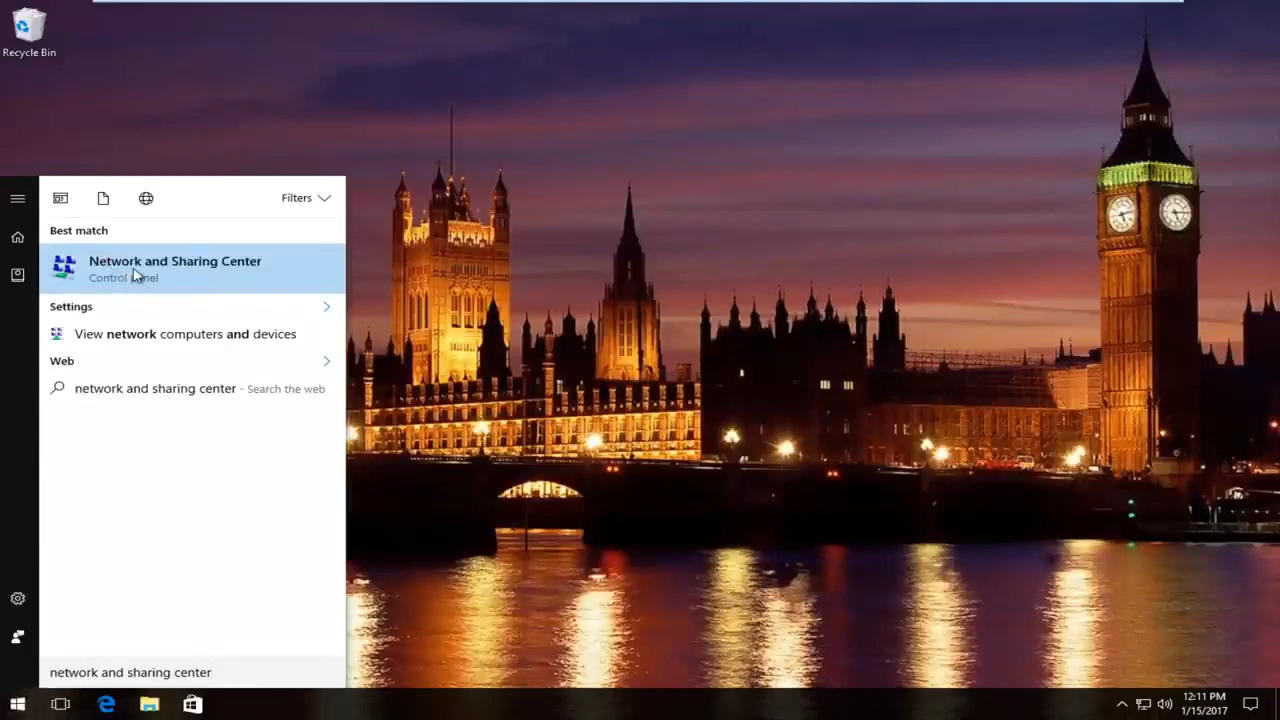 Recycle Bin
Filters
Best match
Network and Sharing Center
Control Panel
Settings
View network computers and devices
Web
network and sharing center - Search the web
network and sharing center
12:11 PM
1/15/2017